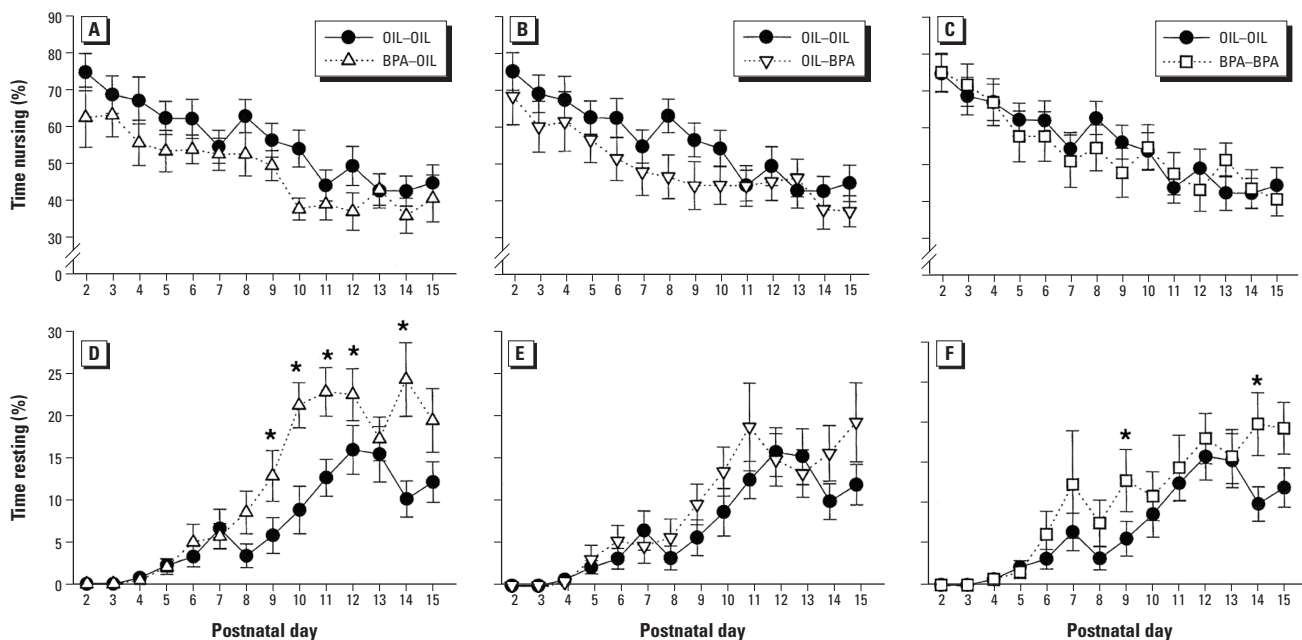 90
80
70
60
50
40
30
0
Time nursing (%)
A
OIL–OIL
BPA–OIL
2 3 4 5 6 7 8 9 10 11 12 13 14 15
B
OIL–OIL
OIL–BPA
2 3 4 5 6 7 8 9 10 11 12 13 14 15
C
OIL–OIL
BPA–BPA
2 3 4 5 6 7 8 9 10 11 12 13 14 15
30
25
20
15
10
5
0
Time resting (%)
D
* * * * *
2 3 4 5 6 7 8 9 10 11 12 13 14 15
Postnatal day
E
2 3 4 5 6 7 8 9 10 11 12 13 14 15
Postnatal day
F
* *
2 3 4 5 6 7 8 9 10 11 12 13 14 15
Postnatal day